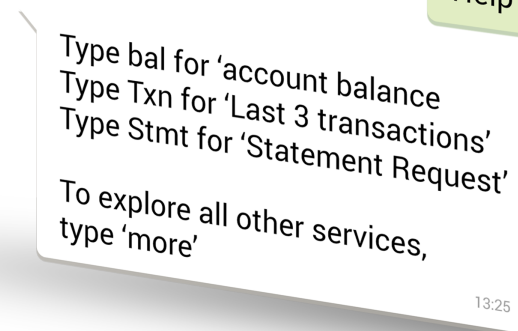 Help
Type bal for ‘account balance
Type Txn for ‘Last 3 transactions’
Type Stmt for ‘Statement Request’
To explore all other services,
type ‘more’
13:25